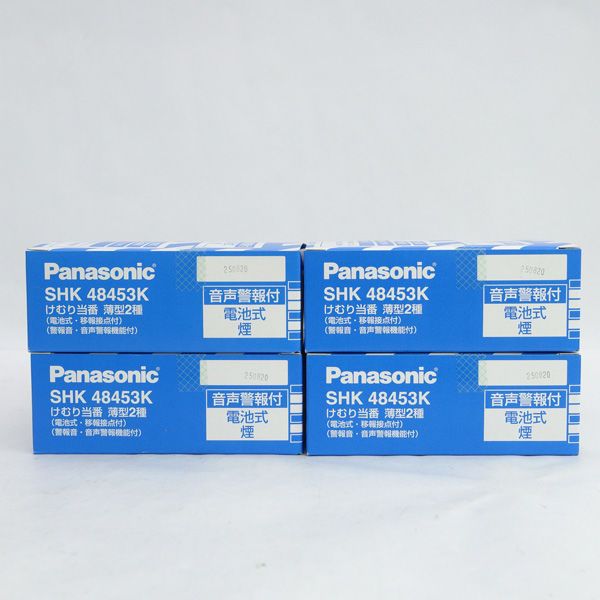 Panasonic
250820
SHK 48453K
けむり当番 薄型2種
(電池式・移報接点付)
(警報音・音声警報機能付)
音声警報付
電池式
煙
Panasonic
250820
SHK 48453K
けむり当番 薄型2種
(電池式・移報接点付)
(警報音・音声警報機能付)
音声警報付
電池式
煙
Panasonic
250820
SHK 48453K
けむり当番 薄型2種
(電池式・移報接点付)
(警報音・音声警報機能付)
音声警報付
電池式
煙
Panasonic
250820
SHK 48453K
けむり当番 薄型2種
(電池式・移報接点付)
(警報音・音声警報機能付)
音声警報付
電池式
煙